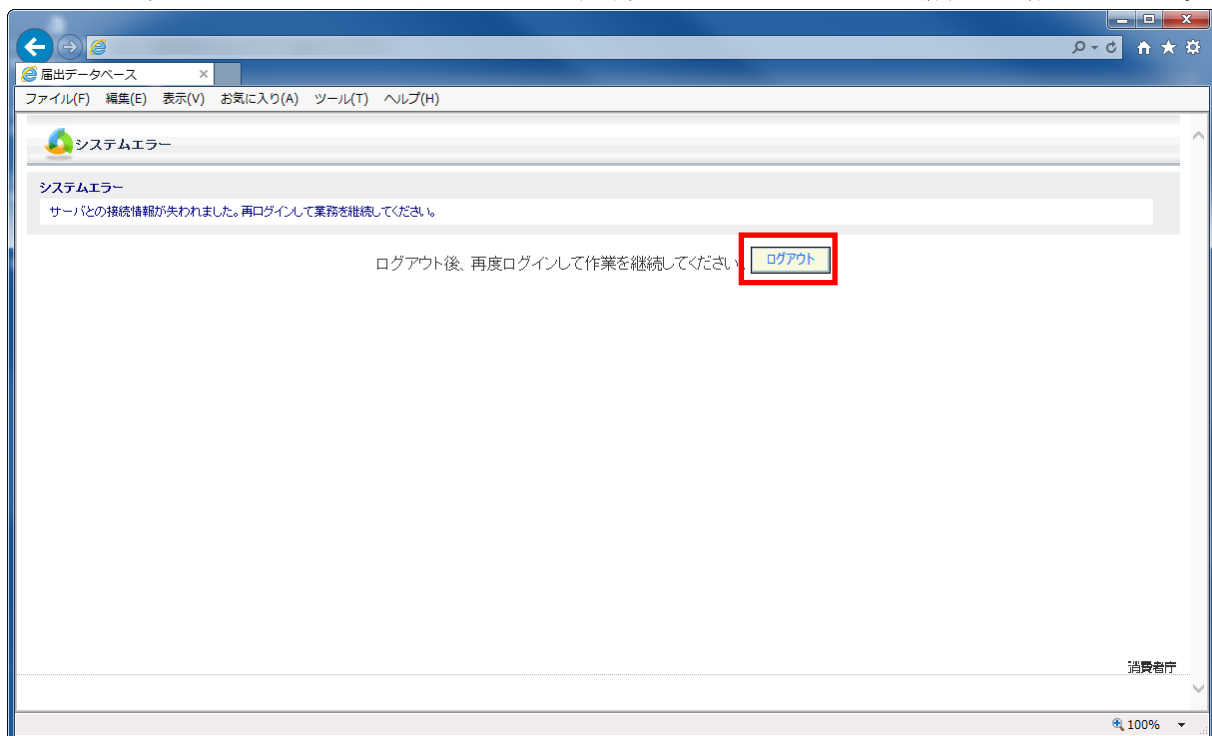 届出データベース
ファイル(F) 編集(E) 表示(V) お気に入り(A) ツール(T) ヘルプ(H)
システムエラー
システムエラー
サーバとの接続情報が失われました。再ログインして業務を継続してください。
ログアウト後、再度ログインして作業を継続してください。 ログアウト
消費者庁
100%